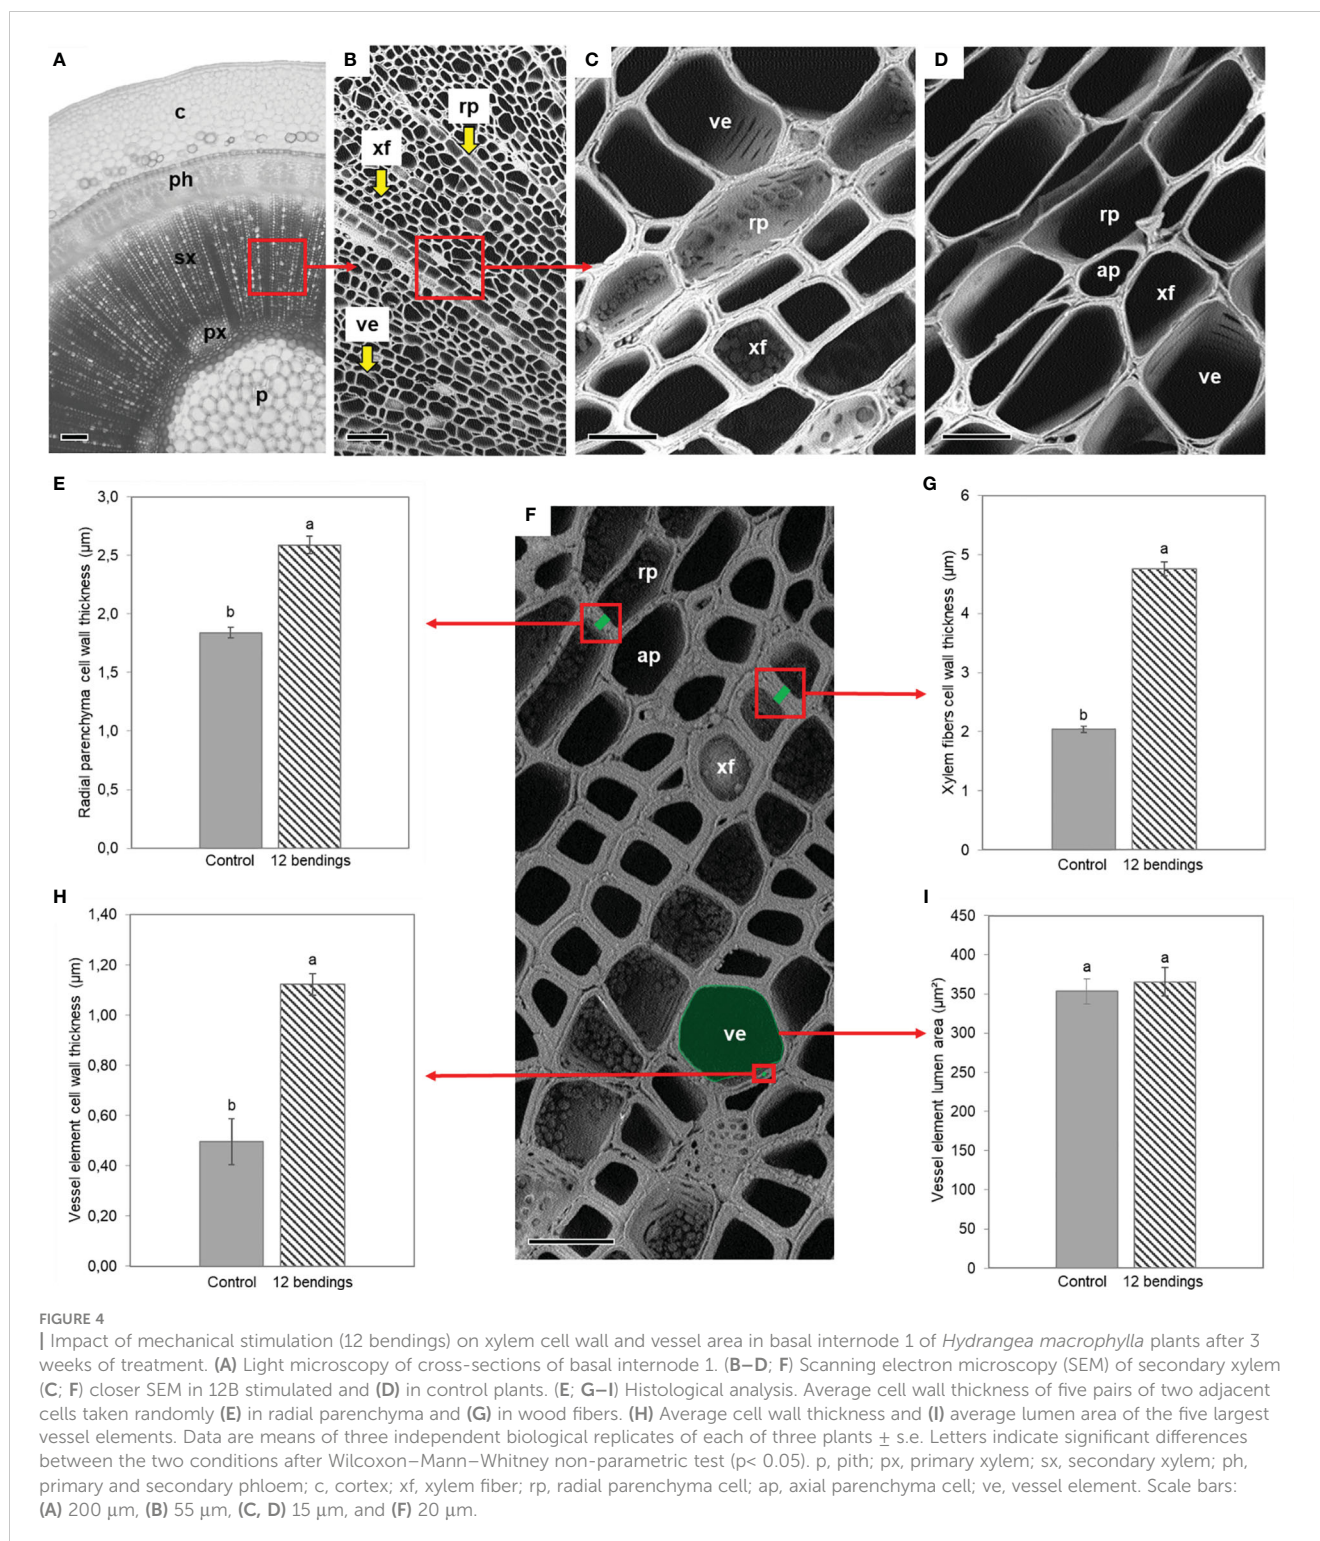 A
B
C
D
c
ph
sx
px
p
rp
xf
ve
ve
rp
xf
rp
ap
xf
ve
E
Radial parenchyma cell wall thickness (µm)
3,0
2,5
2,0
1,5
1,0
0,5
0,0
b
a
Control
12 bendings
F
rp
ap
xf
ve
G
Xylem fibers cell wall thickness (µm)
6
5
4
3
2
1
0
b
a
Control
12 bendings
H
Vessel element cell wall thickness (µm)
1,40
1,20
1,00
0,80
0,60
0,40
0,20
0,00
b
a
Control
12 bendings
I
Vessel element lumen area (µm²)
450
400
350
300
250
200
150
100
50
0
a
a
Control
12 bendings
FIGURE 4
| Impact of mechanical stimulation (12 bendings) on xylem cell wall and vessel area in basal internode 1 of Hydrangea macrophylla plants after 3
weeks of treatment. (A) Light microscopy of cross-sections of basal internode 1. (B–D; F) Scanning electron microscopy (SEM) of secondary xylem
(C; F) closer SEM in 12B stimulated and (D) in control plants. (E; G–I) Histological analysis. Average cell wall thickness of five pairs of two adjacent
cells taken randomly (E) in radial parenchyma and (G) in wood fibers. (H) Average cell wall thickness and (I) average lumen area of the five largest
vessel elements. Data are means of three independent biological replicates of each of three plants ± s.e. Letters indicate significant differences
between the two conditions after Wilcoxon–Mann–Whitney non-parametric test (p< 0.05). p, pith; px, primary xylem; sx, secondary xylem; ph,
primary and secondary phloem; c, cortex; xf, xylem fiber; rp, radial parenchyma cell; ap, axial parenchyma cell; ve, vessel element. Scale bars:
(A) 200 µm, (B) 55 µm, (C, D) 15 µm, and (F) 20 µm.